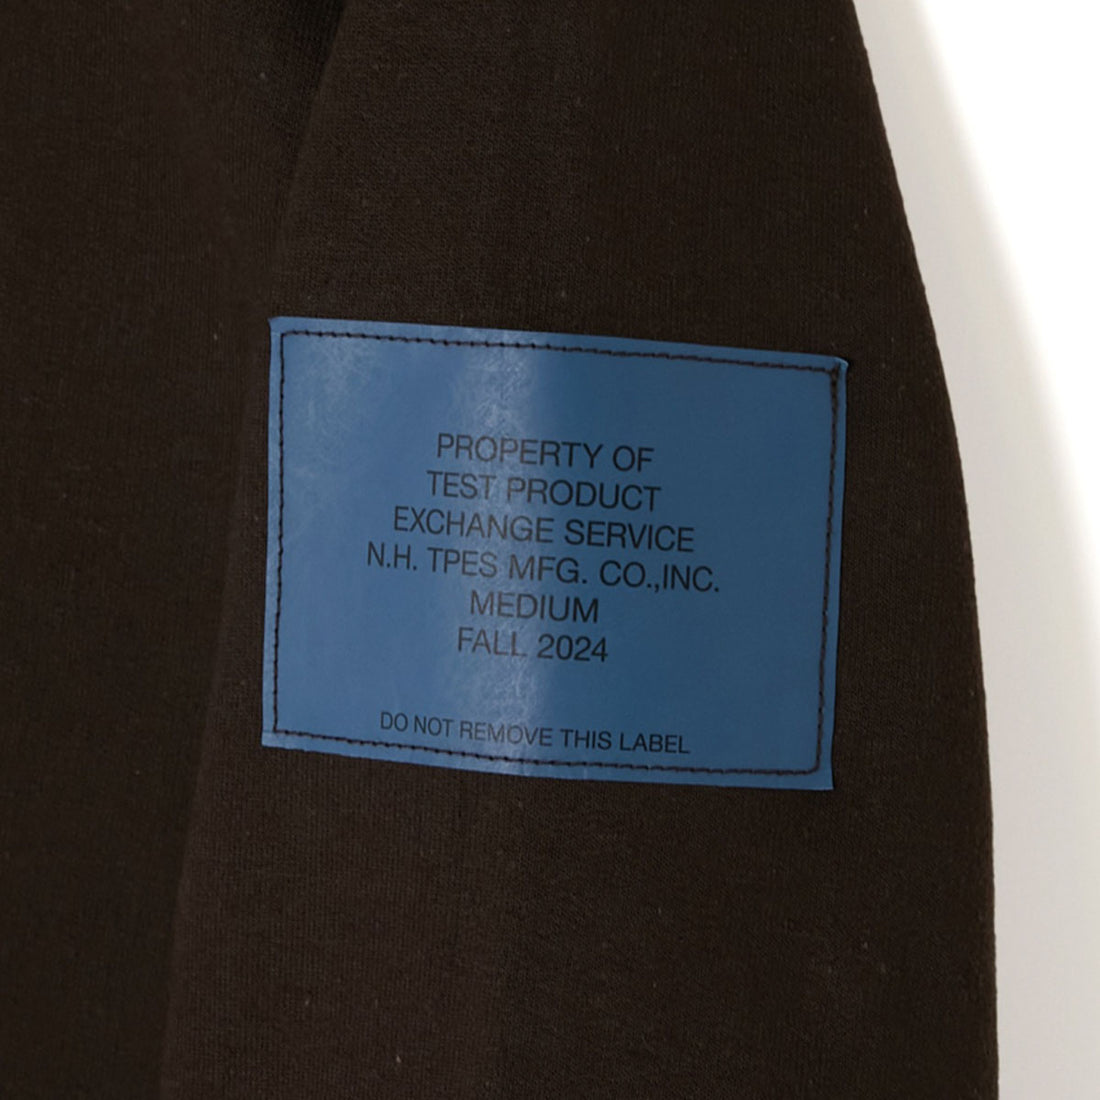 PROPERTY OF
TEST PRODUCT
EXCHANGE SERVICE
N.H. TPES MFG. CO.,INC.
MEDIUM
FALL 2024
DO NOT REMOVE THIS LABEL